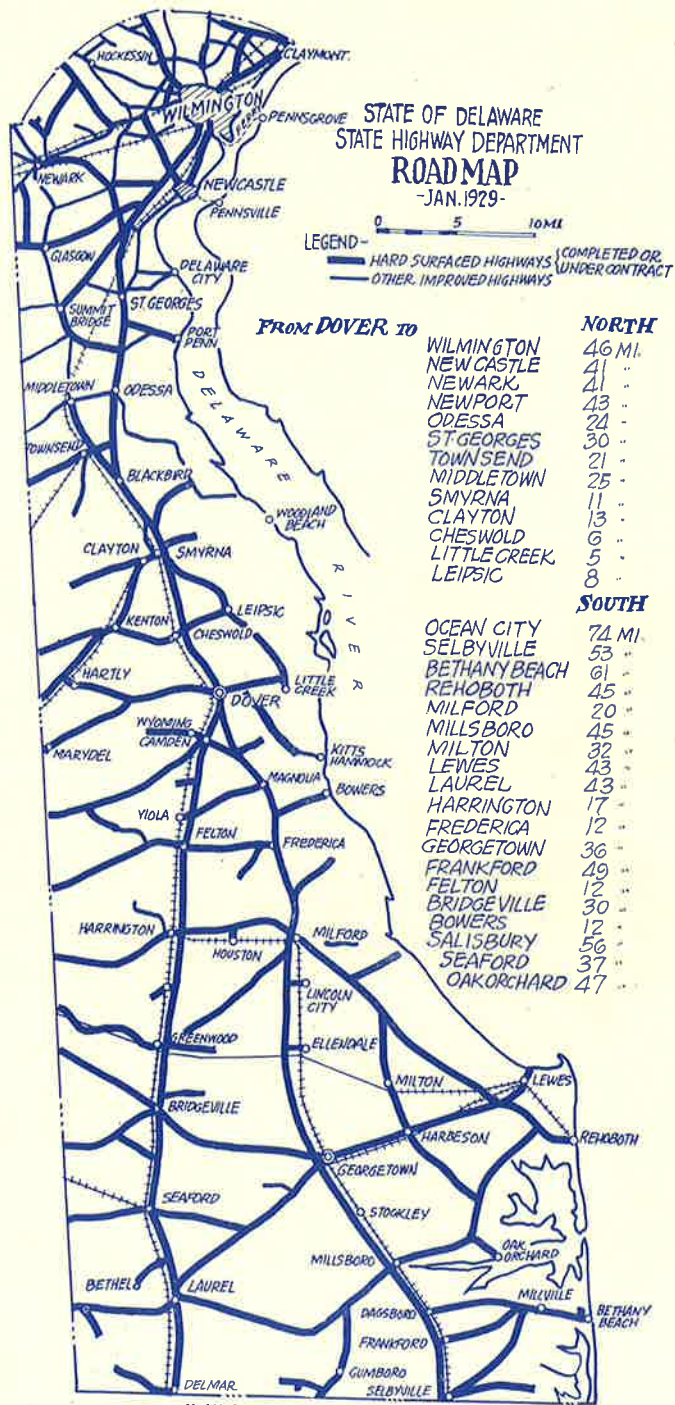 STATE OF DELAWARE
STATE HIGHWAY DEPARTMENT
ROAD MAP
-JAN. 1929-
0 5 10 MI
LEGEND-
HARD SURFACED HIGHWAYS { COMPLETED OR
OTHER IMPROVED HIGHWAYS UNDER CONTRACT
FROM DOVER TO NORTH
WILMINGTON 46 MI.
NEW CASTLE 41 "
NEWARK 41 "
NEWPORT 43 "
ODESSA 24 "
ST GEORGES 30 "
TOWNSEND 21 "
MIDDLETOWN 25 "
SMYRNA 11 "
CLAYTON 13 "
CHESWOLD 6 "
LITTLE CREEK 5 "
LEIPSIC 8 "
SOUTH
OCEAN CITY 74 MI.
SELBYVILLE 53 "
BETHANY BEACH 61 "
REHOBOTH 45 "
MILFORD 20 "
MILLSBORO 45 "
MILTON 32 "
LEWES 43 "
LAUREL 43 "
HARRINGTON 17 "
FREDERICA 12 "
GEORGETOWN 36 "
FRANKFORD 49 "
FELTON 12 "
BRIDGEVILLE 30 "
BOWERS 12 "
SALISBURY 56 "
SEAFORD 37 "
OAK ORCHARD 47 "
HOCKESSIN
CLAYMONT.
WILMINGTON
PENNSGROVE
NEWARK
NEWCASTLE
PENNSVILLE
GLASGOW
DELAWARE
CITY
SUMMIT
BRIDGE
ST. GEORGES
PORT
PENN
MIDDLETOWN
ODESSA
DELAWARE
RIVER
TOWNSEND
BLACKBIRD
WOODLAND
BEACH
CLAYTON
SMYRNA
LEIPSIC
KENTON
CHESWOLD
HARTLY
LITTLE
CREEK
DOVER
WYOMING
CAMDEN
MARYDEL
KITTS
HAMMOCK
MAGNOLIA
BOWERS
VIOLA
FELTON
FREDERICA
HARRINGTON
HOUSTON
MILFORD
LINCOLN
CITY
GREENWOOD
ELLENDALE
MILTON
LEWES
BRIDGEVILLE
HARBESON
REHOBOTH
GEORGETOWN
SEAFORD
STOCKLEY
OAK
ORCHARD
MILLSBORO
BETHEL
LAUREL
MILLVILLE
DAGSBORO
BETHANY
BEACH
FRANKFORD
GUMBORO
DELMAR
SELBYVILLE